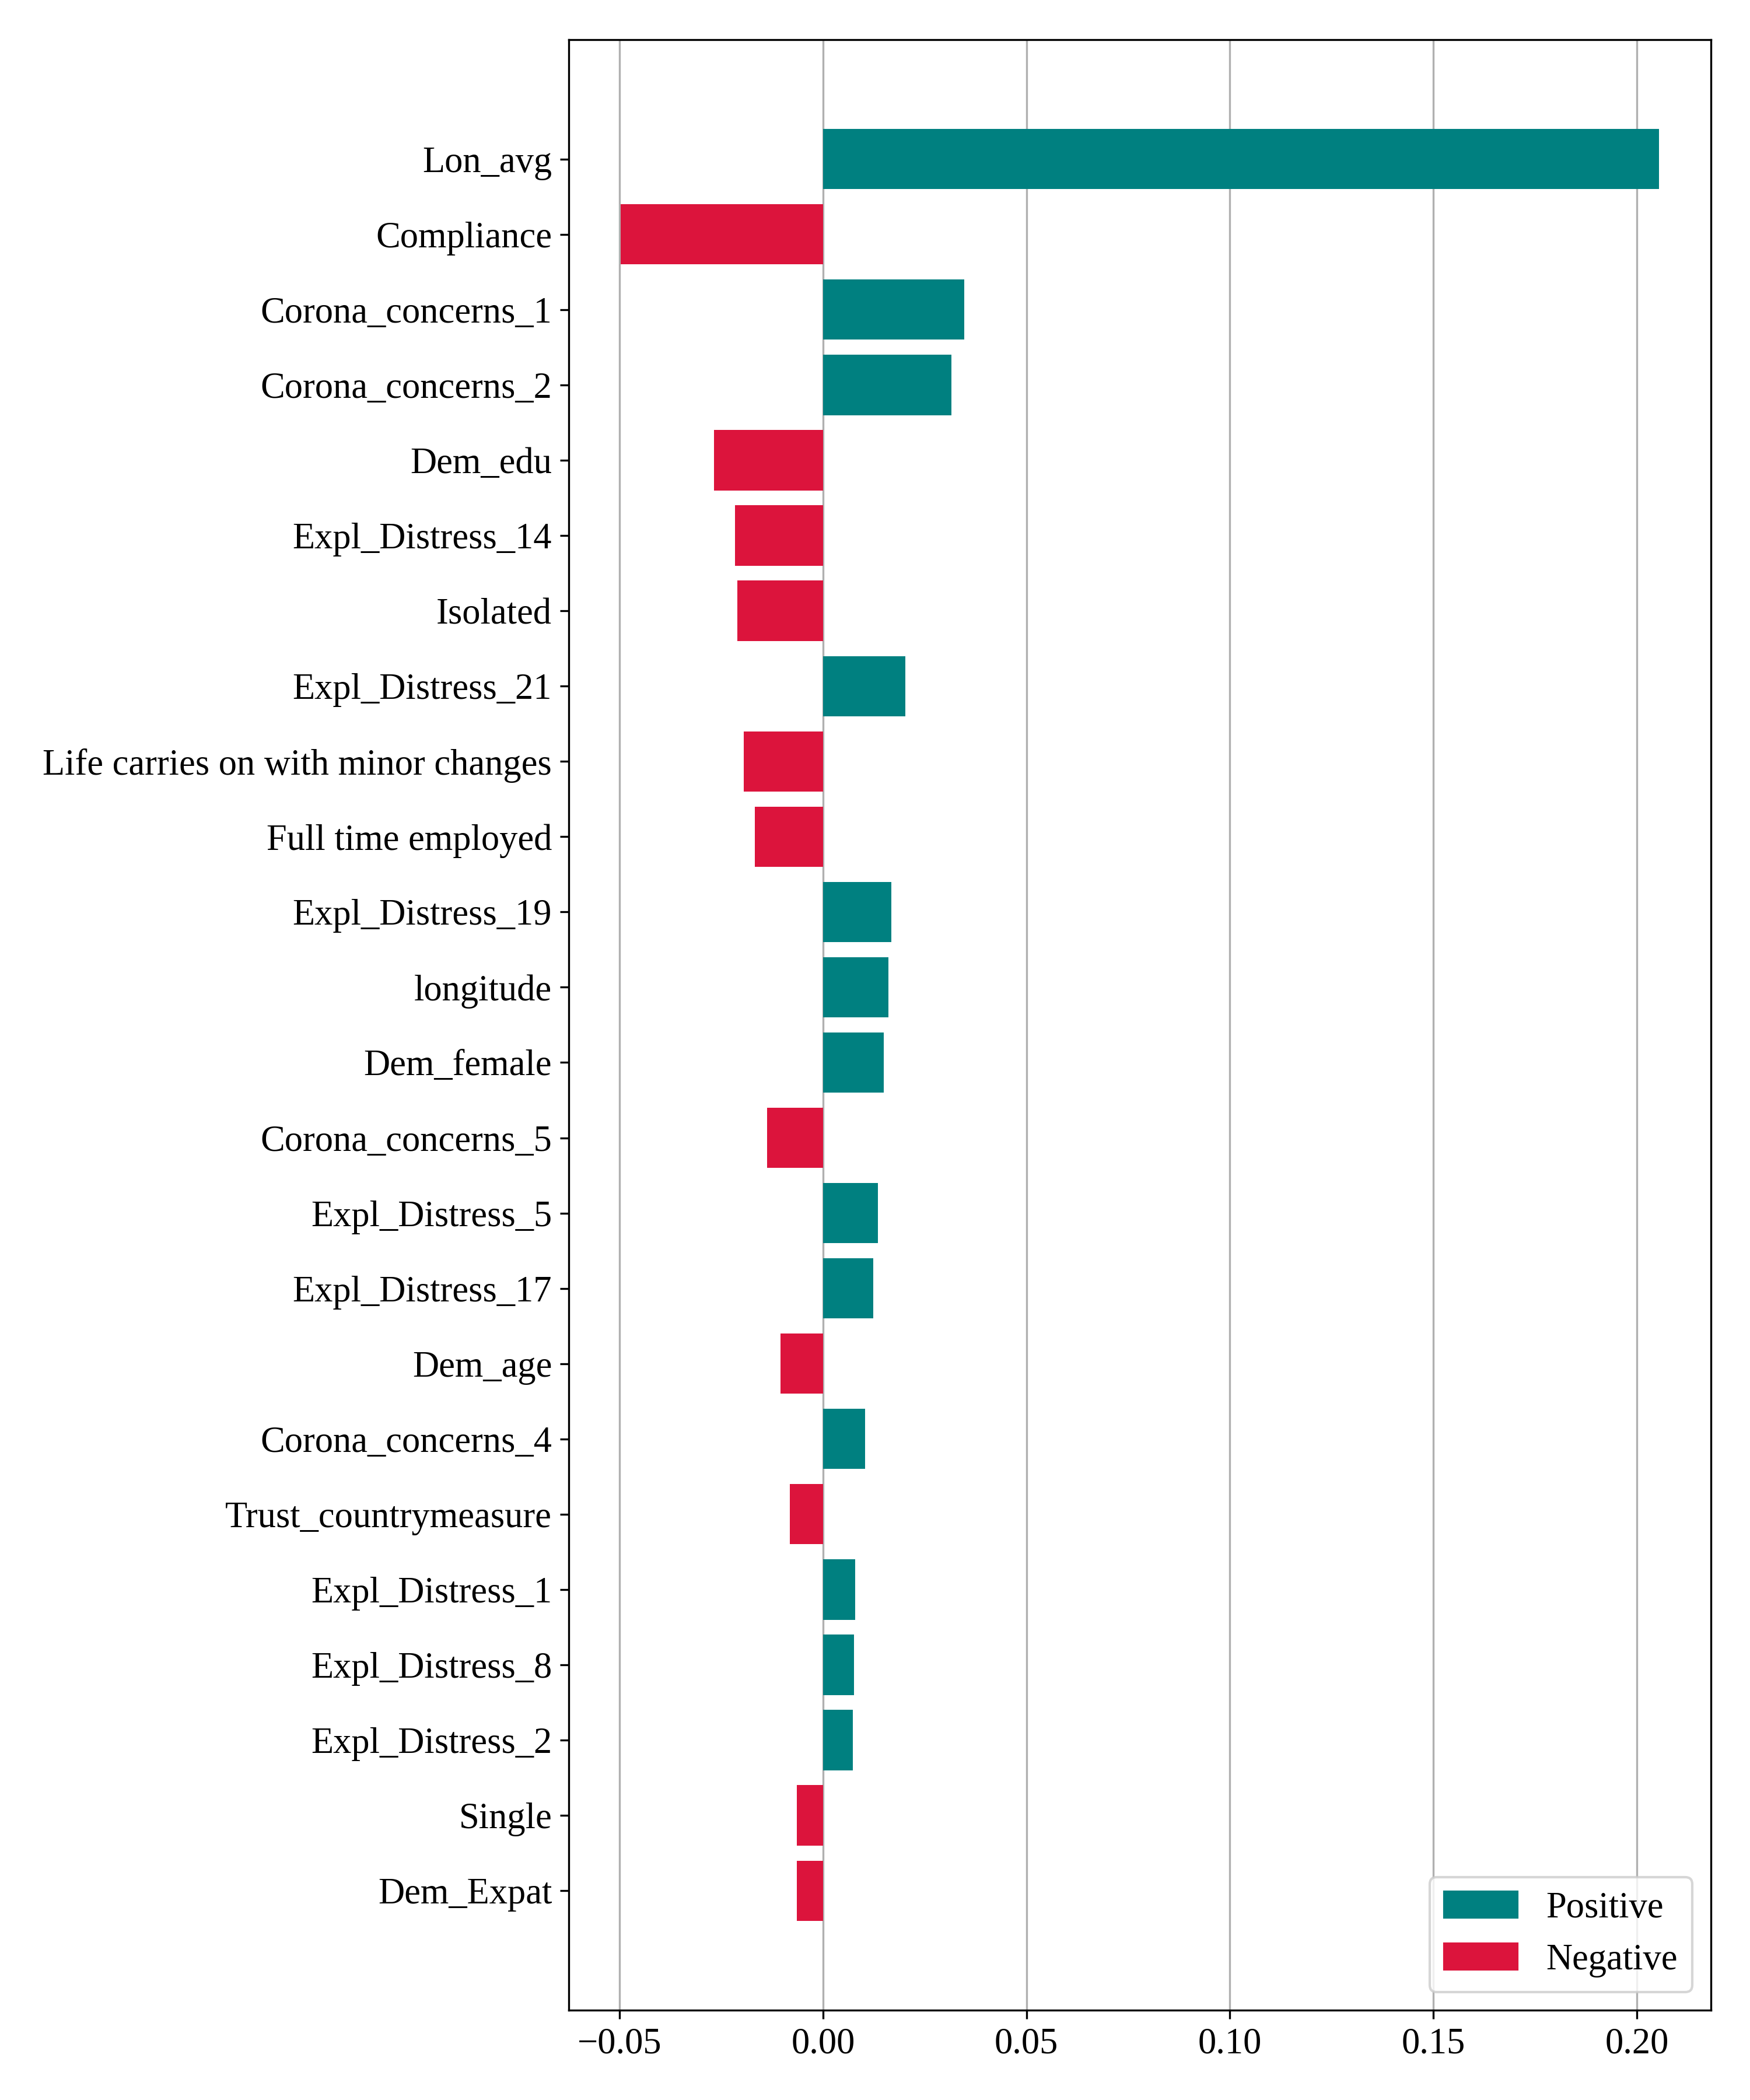 Lon_avg
Compliance
Corona_concerns_1
Corona_concerns_2
Dem_edu
Expl_Distress_14
Isolated
Expl_Distress_21
Life carries on with minor changes
Full time employed
Expl_Distress_19
longitude
Dem_female
Corona_concerns_5
Expl_Distress_5
Expl_Distress_17
Dem_age
Corona_concerns_4
Trust_countrymeasure
Expl_Distress_1
Expl_Distress_8
Expl_Distress_2
Single
Dem_Expat
Positive
Negative
−0.05 0.00 0.05 0.10 0.15 0.20